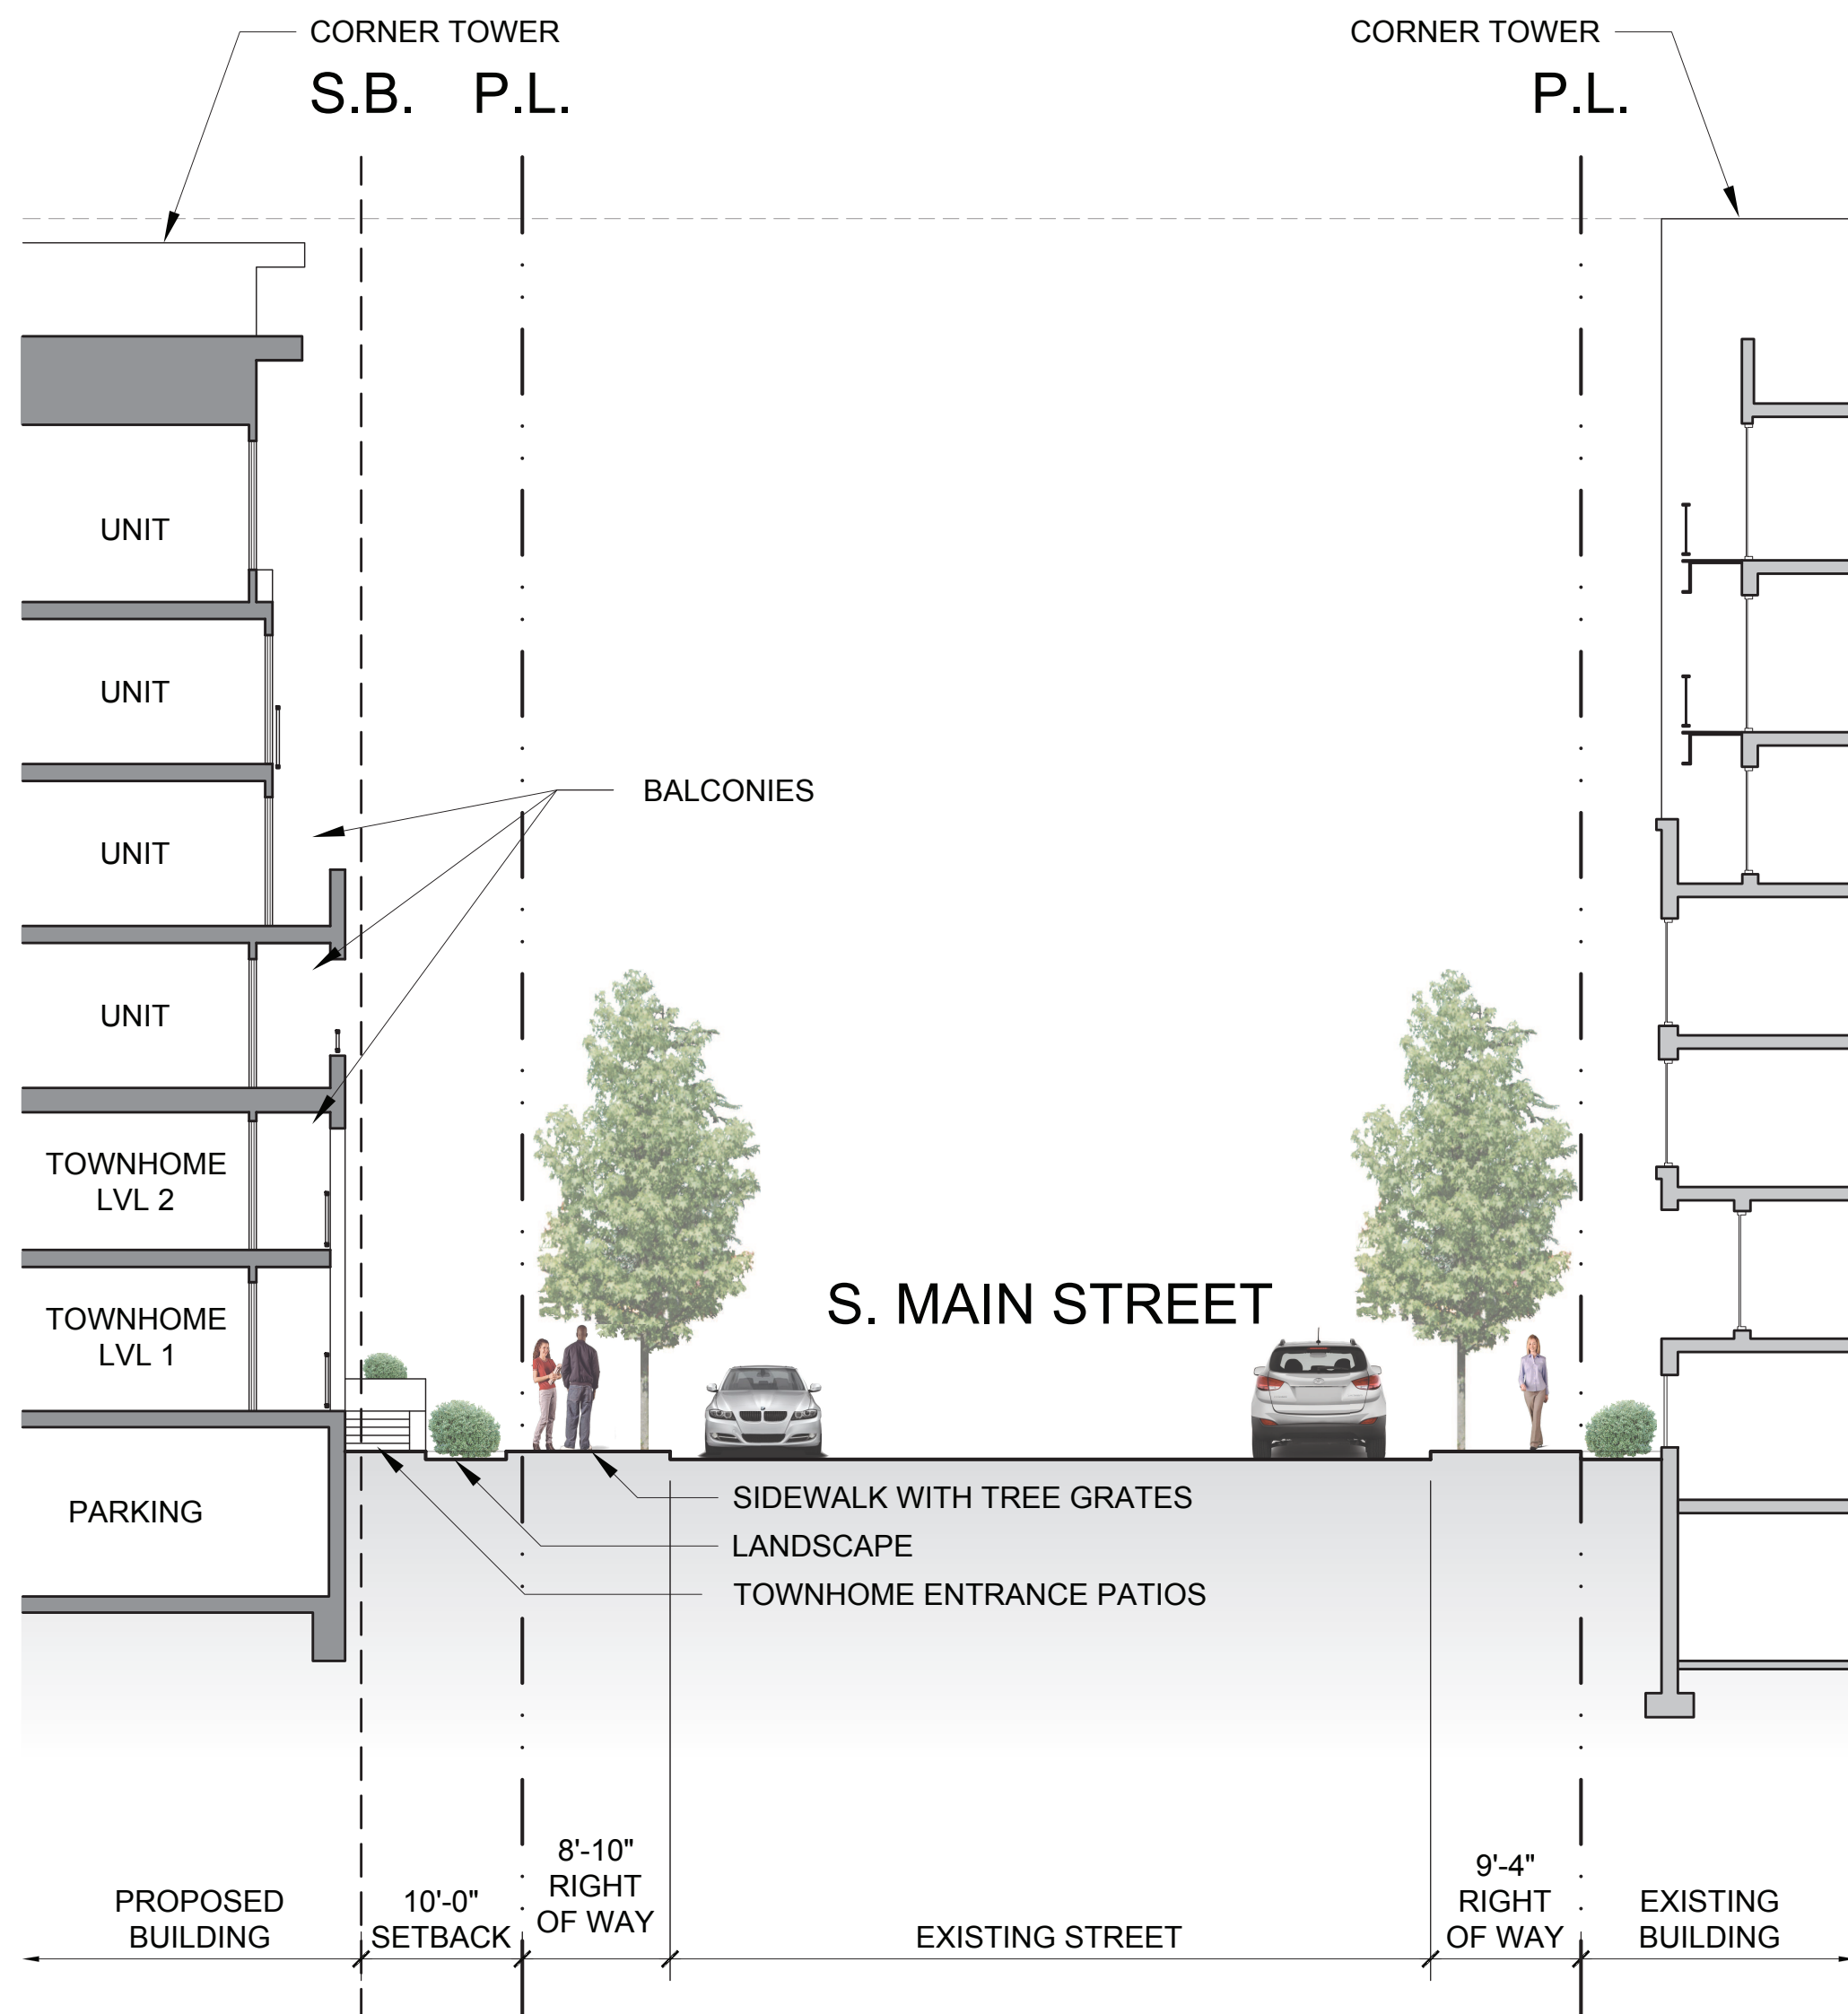 CORNER TOWER
CORNER TOWER
S.B.
P.L.
P.L.
UNIT
UNIT
BALCONIES
UNIT
UNIT
TOWNHOME
LVL 2
S. MAIN STREET
TOWNHOME
LVL 1
SIDEWALK WITH TREE GRATES
PARKING
LANDSCAPE
TOWNHOME ENTRANCE PATIOS
PROPOSED
BUILDING
10'-0"
SETBACK
8'-10"
RIGHT
OF WAY
EXISTING STREET
9'-4"
RIGHT
OF WAY
EXISTING
BUILDING